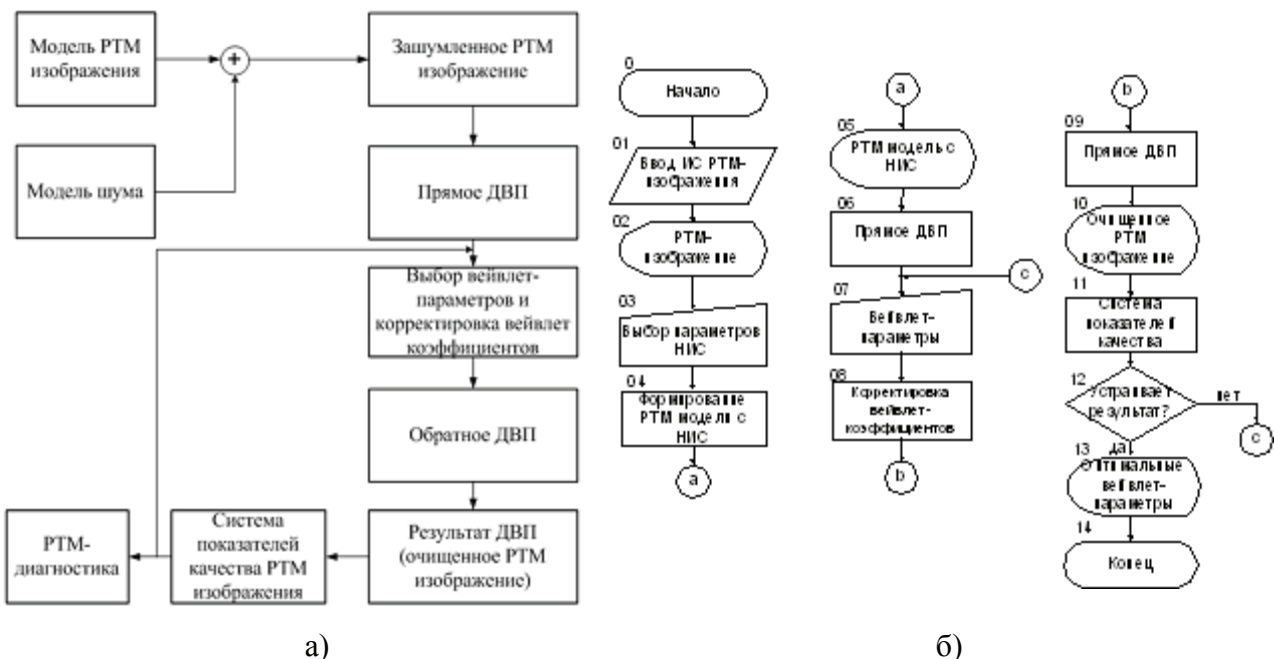 Модель РТМ
изображения
+
Зашумленное РТМ
изображение
Модель шума
Прямое ДВП
Выбор вейвлет-
параметров и
корректировка вейвлет
коэффициентов
Обратное ДВП
РТМ-
диагностика
Система
показателей
качества РТМ
изображения
Результат ДВП
(очищенное РТМ
изображение)
а)
0
Начало
01
Ввод ИС РТМ-
изображения
02
РТМ-
изображение
03
Выбор параметров
НИС
04
Формирование
РТМ модели с
НИС
a
a
05
РТМ модель с
НИС
06
Прямое ДВП
c
07
Вейвлет-
параметры
08
Корректировка
вейвлет-
коэффициентов
b
b
09
Прямое ДВП
10
Очищенное
РТМ
изображение
11
Система
показателей
качества
12
Устраивает
результат?
нет
c
да
13
Оптимальные
вейвлет-
параметры
14
Конец
б)